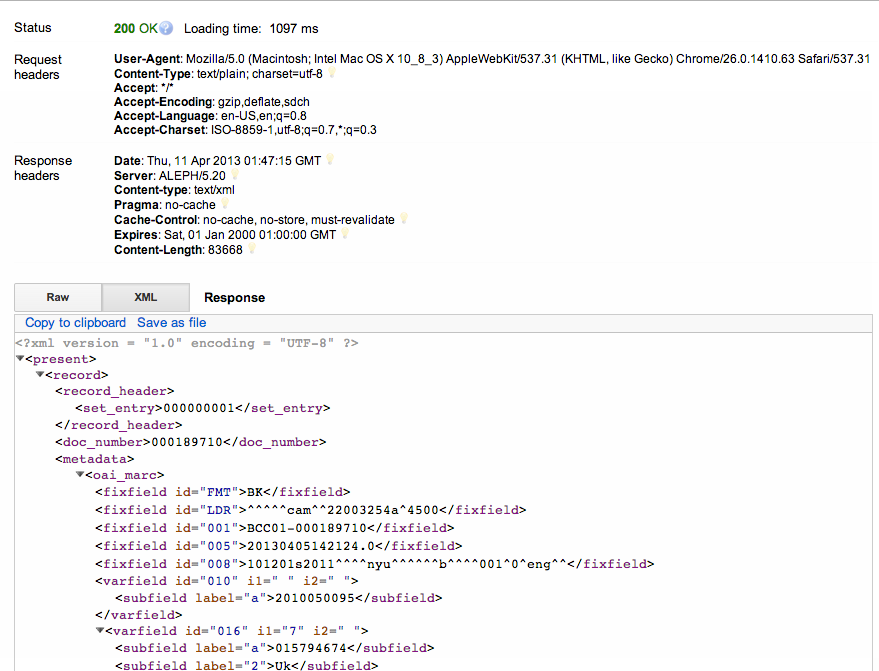 Status 200 OK? Loading time: 1097 ms
Request headers
User-Agent: Mozilla/5.0 (Macintosh; Intel Mac OS X 10_8_3) AppleWebKit/537.31 (KHTML, like Gecko) Chrome/26.0.1410.63 Safari/537.31
Content-Type: text/plain; charset=utf-8
Accept: */*
Accept-Encoding: gzip,deflate,sdch
Accept-Language: en-US,en;q=0.8
Accept-Charset: ISO-8859-1,utf-8;q=0.7,*;q=0.3
Response headers
Date: Thu, 11 Apr 2013 01:47:15 GMT
Server: ALEPH/5.20
Content-type: text/xml
Pragma: no-cache
Cache-Control: no-cache, no-store, must-revalidate
Expires: Sat, 01 Jan 2000 01:00:00 GMT
Content-Length: 83668
Raw XML Response
Copy to clipboard Save as file
<?xml version = "1.0" encoding = "UTF-8" ?>
<present>
<record>
<record_header>
<set_entry>000000001</set_entry>
</record_header>
<doc_number>000189710</doc_number>
<metadata>
<oai_marc>
<fixfield id="FMT">BK</fixfield>
<fixfield id="LDR">^^^^^cam^^22003254a^4500</fixfield>
<fixfield id="001">BCC01-000189710</fixfield>
<fixfield id="005">20130405142124.0</fixfield>
<fixfield id="008">101201s2011^^^^nyu^^^^^^b^^^^001^0^eng^^</fixfield>
<varfield id="010" i1=" " i2=" ">
<subfield label="a">2010050095</subfield>
</varfield>
<varfield id="016" i1="7" i2=" ">
<subfield label="a">015794674</subfield>
<subfield label="2">Uk</subfield>